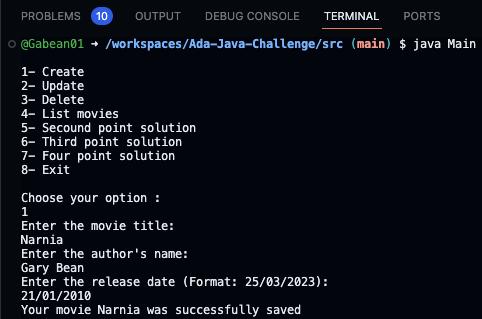 PROBLEMS 10 OUTPUT DEBUG CONSOLE TERMINAL PORTS
@Gabean01 ➜ /workspaces/Ada-Java-Challenge/src (main) $ java Main
1- Create
2- Update
3- Delete
4- List movies
5- Secound point solution
6- Third point solution
7- Four point solution
8- Exit
Choose your option :
1
Enter the movie title:
Narnia
Enter the author's name:
Gary Bean
Enter the release date (Format: 25/03/2023):
21/01/2010
Your movie Narnia was successfully saved